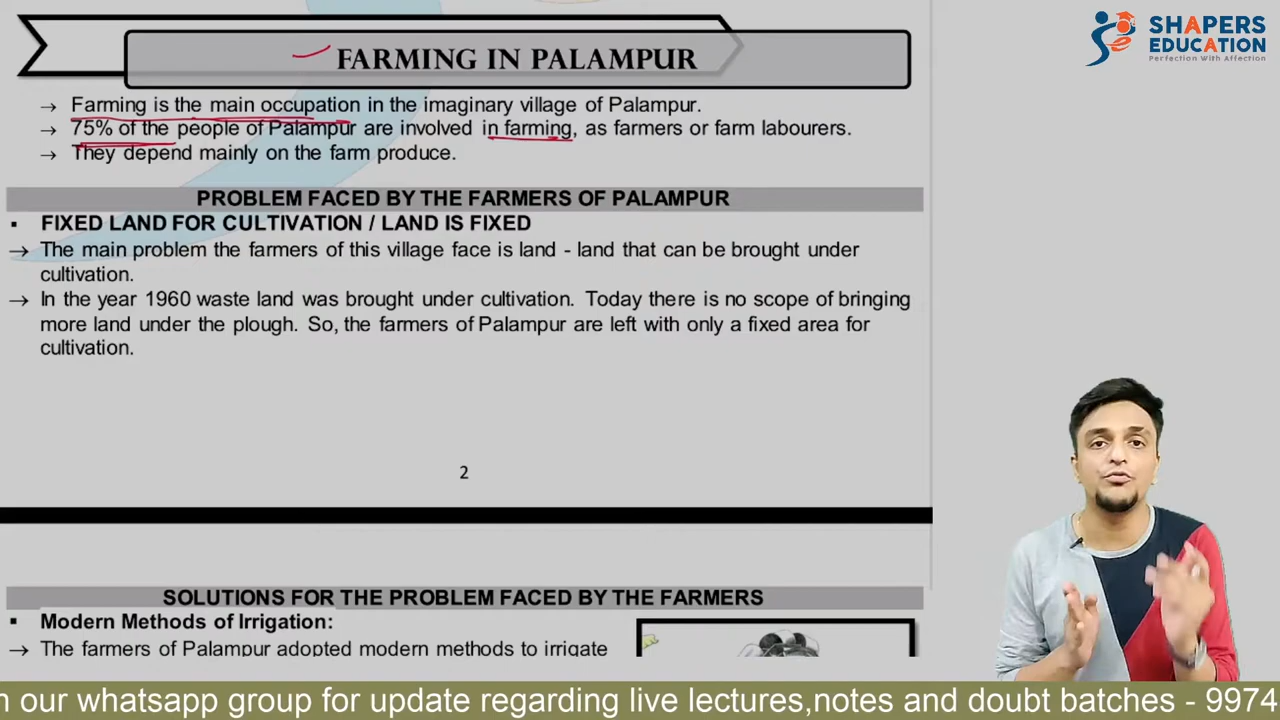 SHAPERS
EDUCATION
Perfection With Affection
FARMING IN PALAMPUR
→ Farming is the main occupation in the imaginary village of Palampur.
→ 75% of the people of Palampur are involved in farming, as farmers or farm labourers.
→ They depend mainly on the farm produce.
PROBLEM FACED BY THE FARMERS OF PALAMPUR
▪ FIXED LAND FOR CULTIVATION / LAND IS FIXED
→ The main problem the farmers of this village face is land - land that can be brought under
cultivation.
→ In the year 1960 waste land was brought under cultivation. Today there is no scope of bringing
more land under the plough. So, the farmers of Palampur are left with only a fixed area for
cultivation.
2
SOLUTIONS FOR THE PROBLEM FACED BY THE FARMERS
▪ Modern Methods of Irrigation:
→ The farmers of Palampur adopted modern methods to irrigate
our whatsapp group for update regarding live lectures,notes and doubt batches - 9974